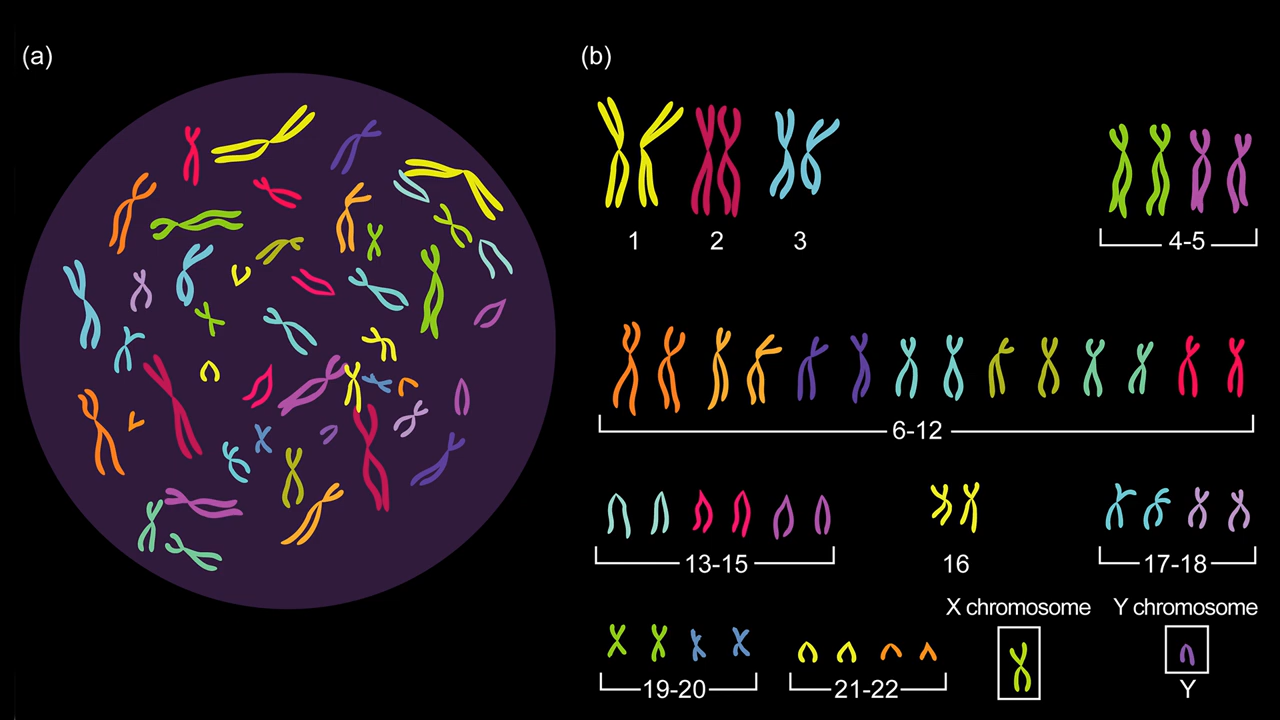 (a)
(b)
1 2 3
4-5
6-12
13-15
16
17-18
X chromosome
Y chromosome
19-20
21-22
Y